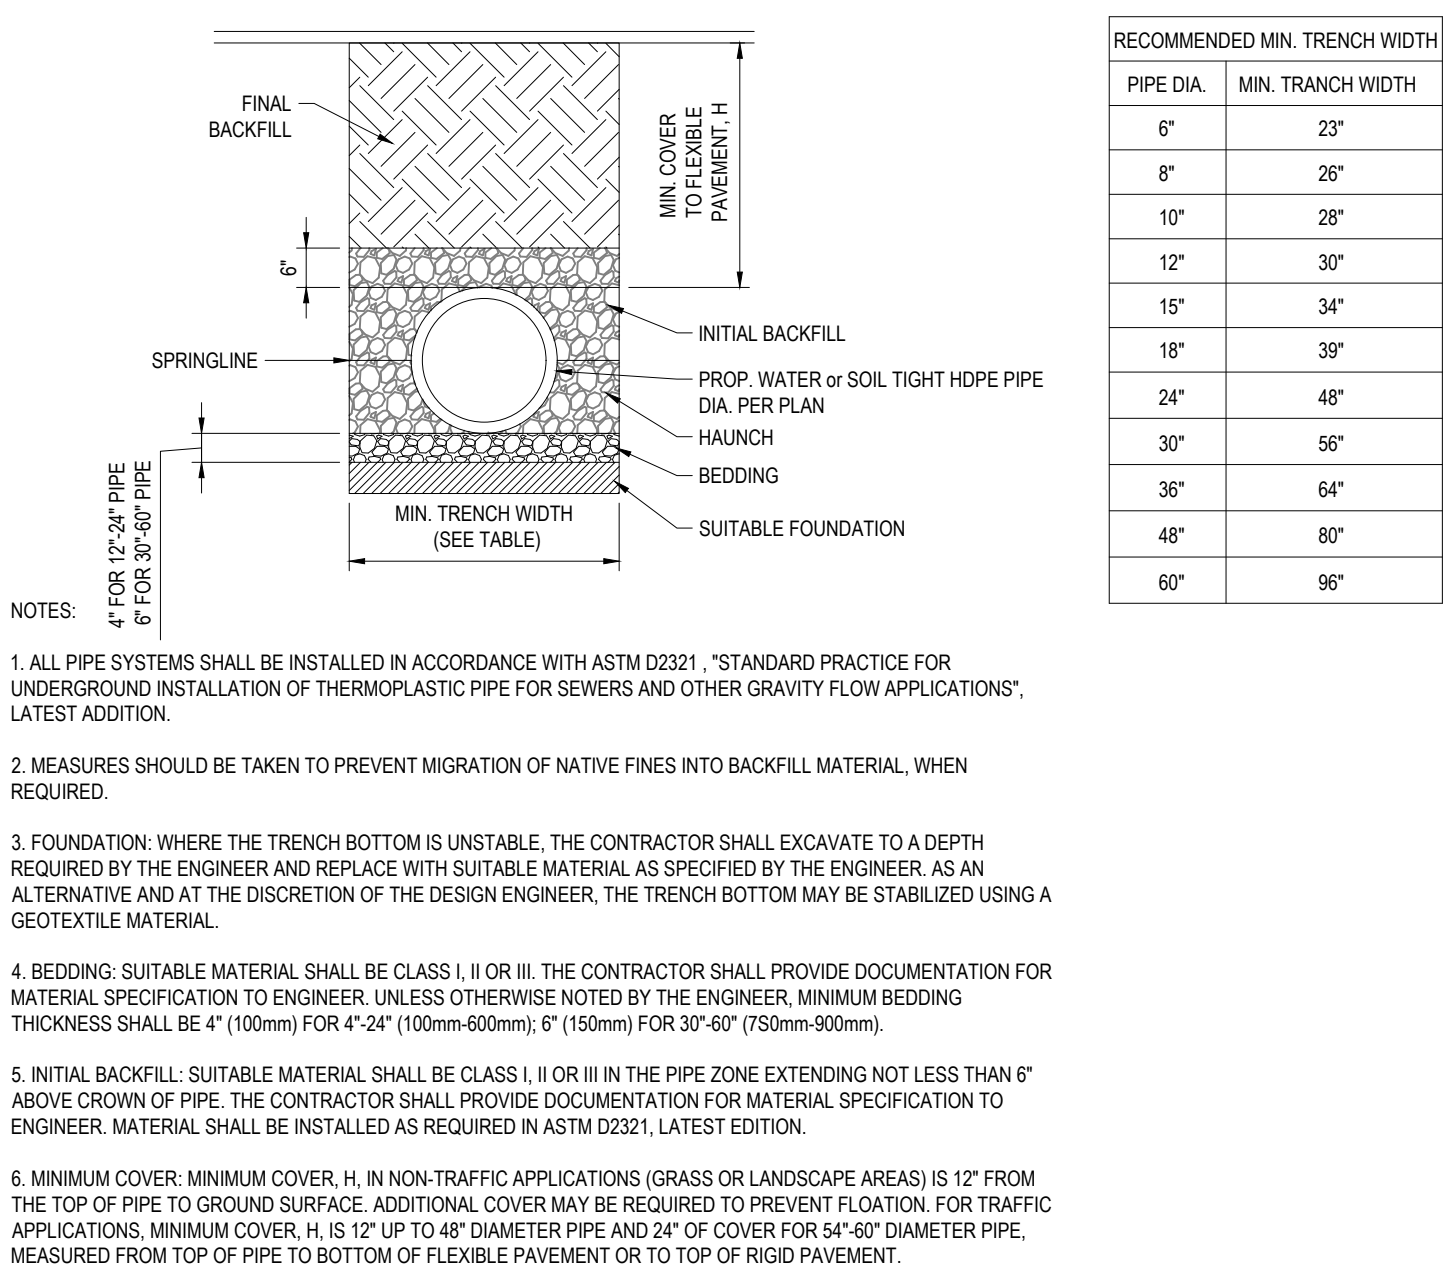 FINAL
BACKFILL
6"
MIN. COVER
TO FLEXIBLE
PAVEMENT, H
INITIAL BACKFILL
SPRINGLINE
PROP. WATER or SOIL TIGHT HDPE PIPE
DIA. PER PLAN
HAUNCH
BEDDING
SUITABLE FOUNDATION
MIN. TRENCH WIDTH
(SEE TABLE)
4" FOR 12"-24" PIPE
6" FOR 30"-60" PIPE
RECOMMENDED MIN. TRENCH WIDTH
PIPE DIA. MIN. TRANCH WIDTH
6" 23"
8" 26"
10" 28"
12" 30"
15" 34"
18" 39"
24" 48"
30" 56"
36" 64"
48" 80"
60" 96"
NOTES:
1. ALL PIPE SYSTEMS SHALL BE INSTALLED IN ACCORDANCE WITH ASTM D2321 , "STANDARD PRACTICE FOR
UNDERGROUND INSTALLATION OF THERMOPLASTIC PIPE FOR SEWERS AND OTHER GRAVITY FLOW APPLICATIONS",
LATEST ADDITION.
2. MEASURES SHOULD BE TAKEN TO PREVENT MIGRATION OF NATIVE FINES INTO BACKFILL MATERIAL, WHEN
REQUIRED.
3. FOUNDATION: WHERE THE TRENCH BOTTOM IS UNSTABLE, THE CONTRACTOR SHALL EXCAVATE TO A DEPTH
REQUIRED BY THE ENGINEER AND REPLACE WITH SUITABLE MATERIAL AS SPECIFIED BY THE ENGINEER. AS AN
ALTERNATIVE AND AT THE DISCRETION OF THE DESIGN ENGINEER, THE TRENCH BOTTOM MAY BE STABILIZED USING A
GEOTEXTILE MATERIAL.
4. BEDDING: SUITABLE MATERIAL SHALL BE CLASS I, II OR III. THE CONTRACTOR SHALL PROVIDE DOCUMENTATION FOR
MATERIAL SPECIFICATION TO ENGINEER. UNLESS OTHERWISE NOTED BY THE ENGINEER, MINIMUM BEDDING
THICKNESS SHALL BE 4" (100mm) FOR 4"-24" (100mm-600mm); 6" (150mm) FOR 30"-60" (7S0mm-900mm).
5. INITIAL BACKFILL: SUITABLE MATERIAL SHALL BE CLASS I, II OR III IN THE PIPE ZONE EXTENDING NOT LESS THAN 6"
ABOVE CROWN OF PIPE. THE CONTRACTOR SHALL PROVIDE DOCUMENTATION FOR MATERIAL SPECIFICATION TO
ENGINEER. MATERIAL SHALL BE INSTALLED AS REQUIRED IN ASTM D2321, LATEST EDITION.
6. MINIMUM COVER: MINIMUM COVER, H, IN NON-TRAFFIC APPLICATIONS (GRASS OR LANDSCAPE AREAS) IS 12" FROM
THE TOP OF PIPE TO GROUND SURFACE. ADDITIONAL COVER MAY BE REQUIRED TO PREVENT FLOATION. FOR TRAFFIC
APPLICATIONS, MINIMUM COVER, H, IS 12" UP TO 48" DIAMETER PIPE AND 24" OF COVER FOR 54"-60" DIAMETER PIPE,
MEASURED FROM TOP OF PIPE TO BOTTOM OF FLEXIBLE PAVEMENT OR TO TOP OF RIGID PAVEMENT.